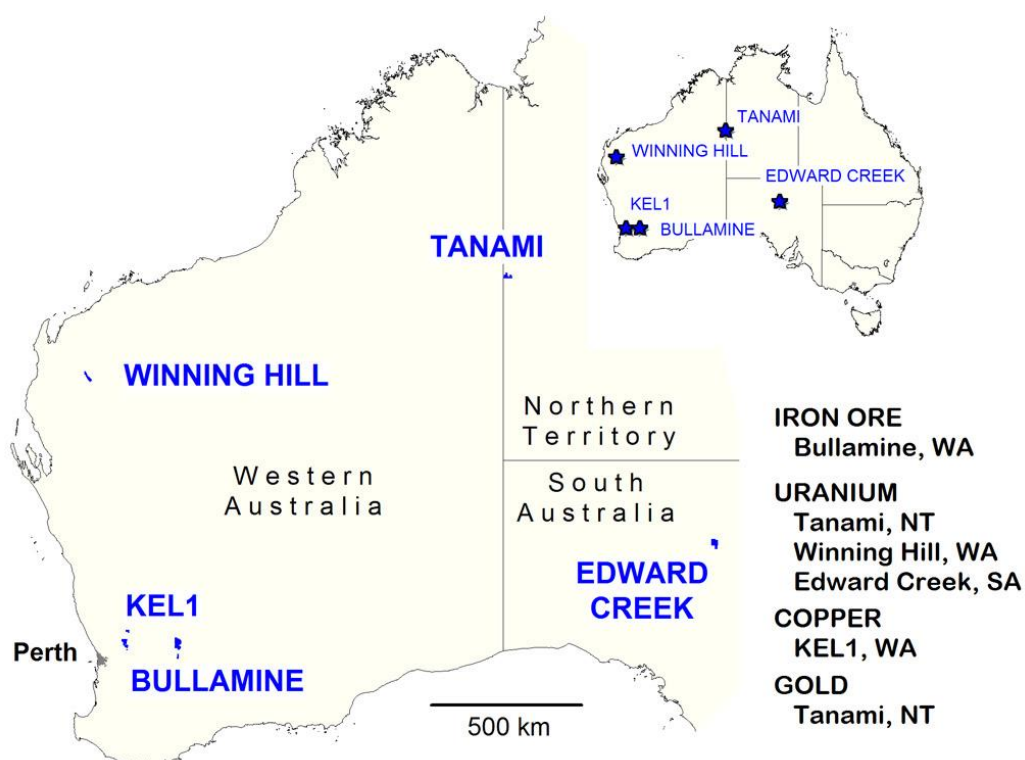 TANAMI
WINNING HILL
EDWARD CREEK
KEL1
BULLAMINE
TANAMI
WINNING HILL
Northern
Territory
Western
Australia
South
Australia
EDWARD
CREEK
KEL1
Perth
BULLAMINE
500 km
IRON ORE
Bullamine, WA
URANIUM
Tanami, NT
Winning Hill, WA
Edward Creek, SA
COPPER
KEL1, WA
GOLD
Tanami, NT